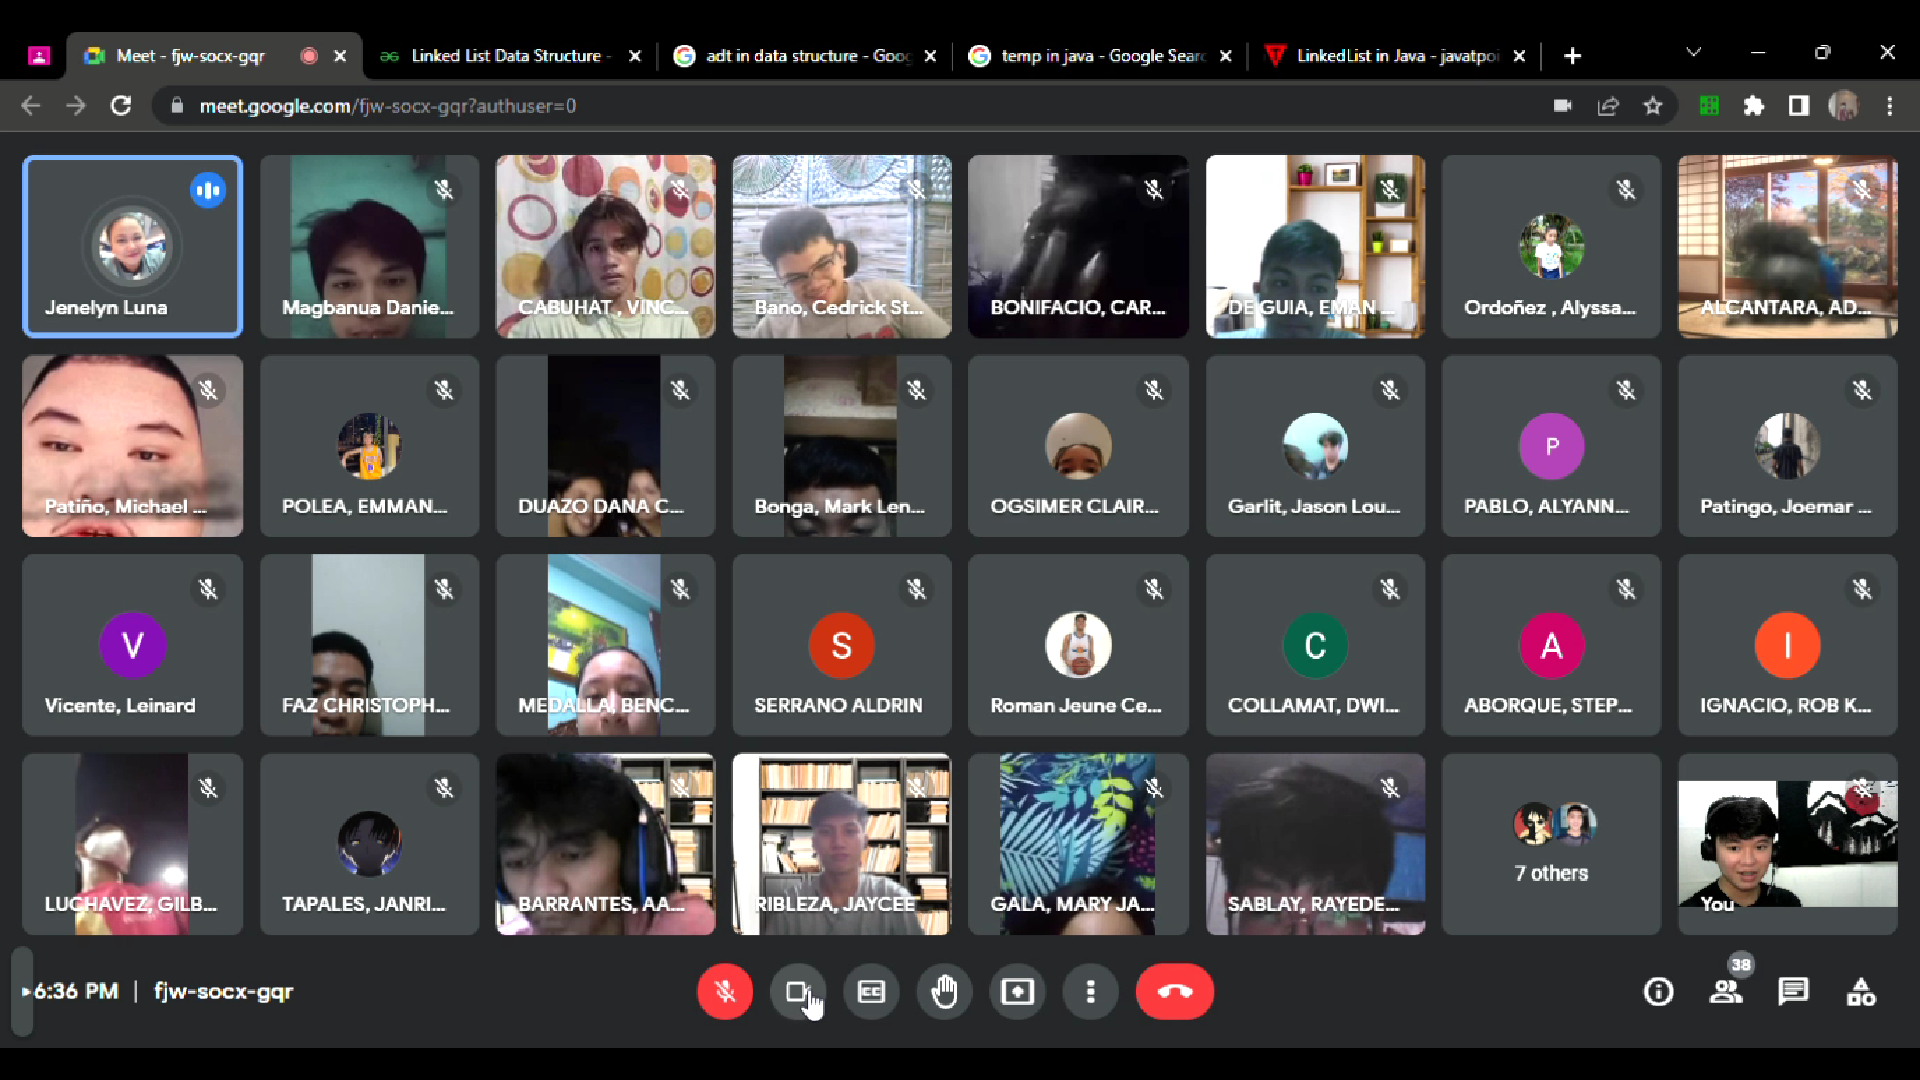 Meet - fjw-socx-gqr
Linked List Data Structure -
adt in data structure - Goog
temp in java - Google Searc
LinkedList in Java - javatpoi
meet.google.com/fjw-socx-gqr?authuser=0
Jenelyn Luna
Magbanua Danie...
CABUHAT , VINC...
Bano, Cedrick St...
BONIFACIO, CAR...
DE GUIA, EMAN ...
Ordoñez , Alyssa...
ALCANTARA, AD...
Patiño, Michael ...
POLEA, EMMAN...
DUAZO DANA C...
Bonga, Mark Len...
OGSIMER CLAIR...
Garlit, Jason Lou...
P
PABLO, ALYANN...
Patingo, Joemar ...
V
Vicente, Leinard
FAZ CHRISTOPH...
MEDALLA, BENC...
S
SERRANO ALDRIN
Roman Jeune Ce...
C
COLLAMAT, DWI...
A
ABORQUE, STEP...
I
IGNACIO, ROB K...
LUCHAVEZ, GILB...
TAPALES, JANRI...
BARRANTES, AA...
RIBLEZA, JAYCEE
GALA, MARY JA...
SABLAY, RAYEDE...
7 others
You
6:36 PM | fjw-socx-gqr
CC
38